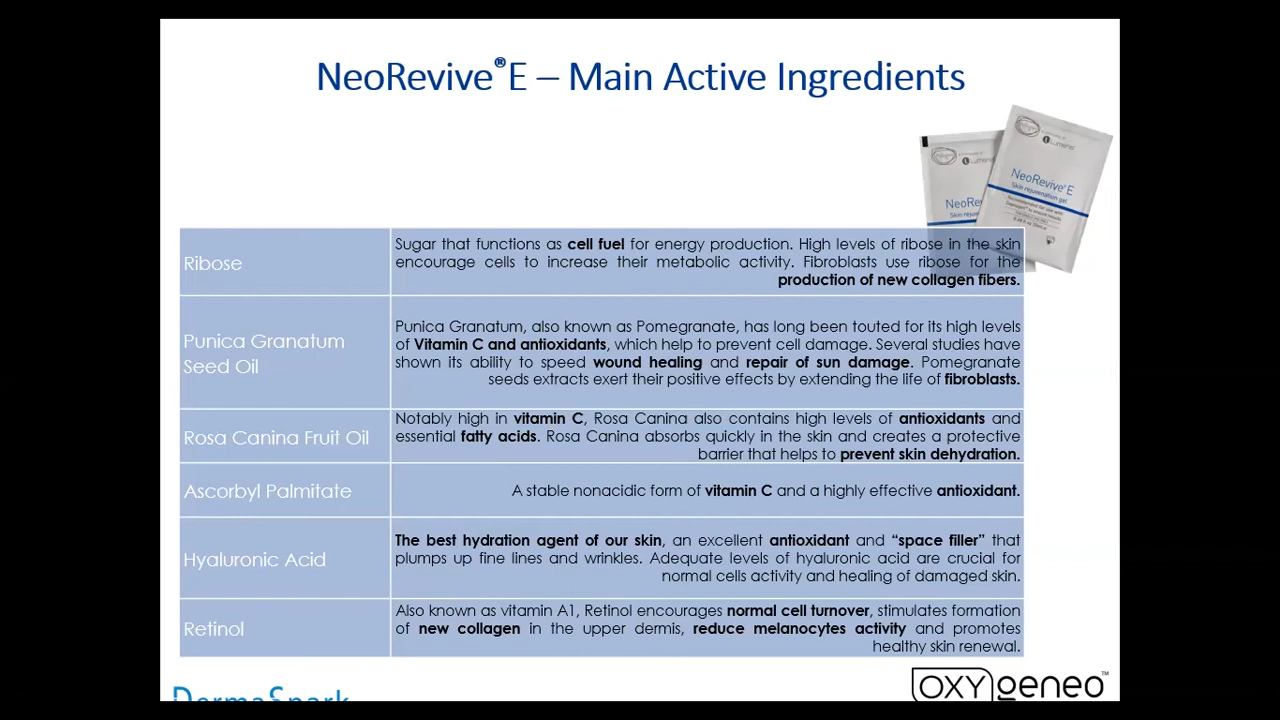 NeoRevive® E – Main Active Ingredients
Lumenis
NeoRevive® E
Skin rejuvenation gel
Ribose
Sugar that functions as cell fuel for energy production. High levels of ribose in the skin
encourage cells to increase their metabolic activity. Fibroblasts use ribose for the
production of new collagen fibers.
Punica Granatum
Seed Oil
Punica Granatum, also known as Pomegranate, has long been touted for its high levels
of Vitamin C and antioxidants, which help to prevent cell damage. Several studies have
shown its ability to speed wound healing and repair of sun damage. Pomegranate
seeds extracts exert their positive effects by extending the life of fibroblasts.
Rosa Canina Fruit Oil
Notably high in vitamin C, Rosa Canina also contains high levels of antioxidants and
essential fatty acids. Rosa Canina absorbs quickly in the skin and creates a protective
barrier that helps to prevent skin dehydration.
Ascorbyl Palmitate
A stable nonacidic form of vitamin C and a highly effective antioxidant.
Hyaluronic Acid
The best hydration agent of our skin, an excellent antioxidant and “space filler” that
plumps up fine lines and wrinkles. Adequate levels of hyaluronic acid are crucial for
normal cells activity and healing of damaged skin.
Retinol
Also known as vitamin A1, Retinol encourages normal cell turnover, stimulates formation
of new collagen in the upper dermis, reduce melanocytes activity and promotes
healthy skin renewal.
DermaSpark
OXYgeneo™